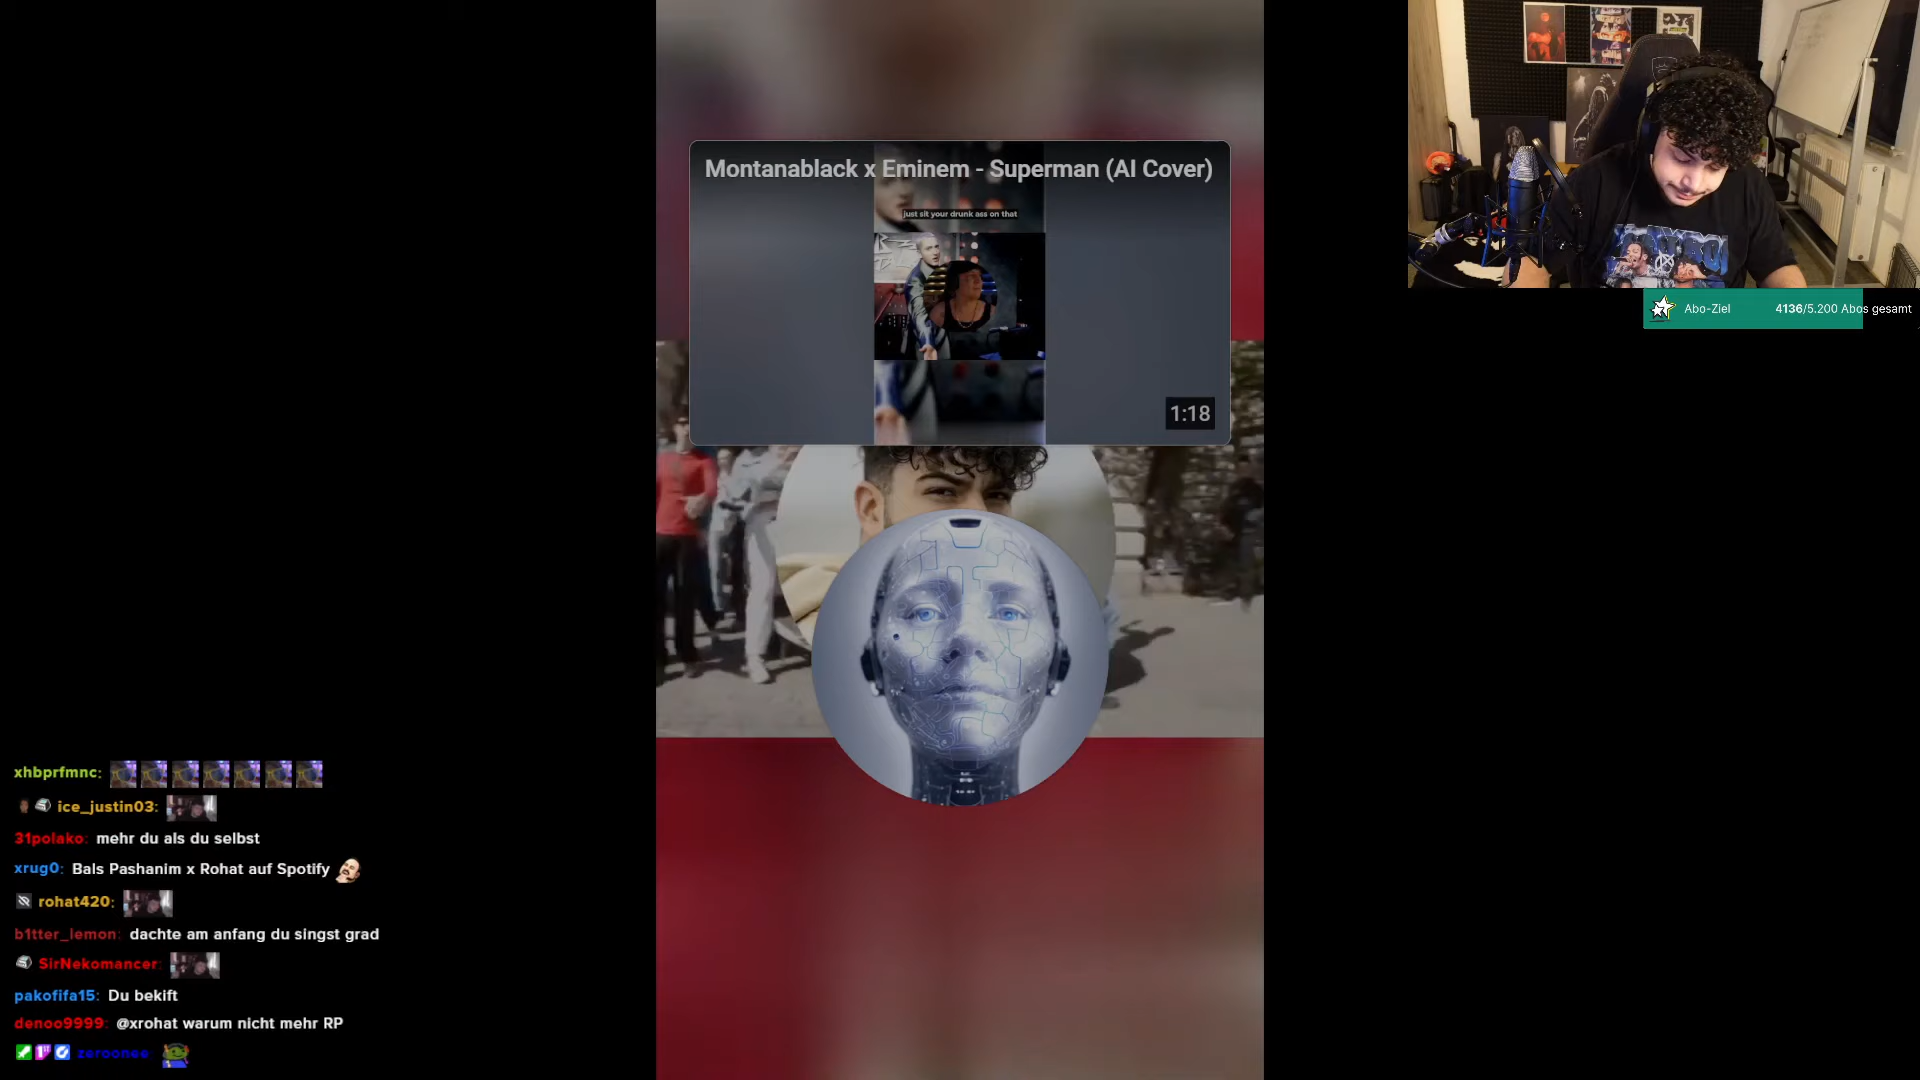 Montanablack x Eminem - Superman (AI Cover)
just sit your drunk ass on that
1:18
Abo-Ziel 4136/5.200 Abos gesamt
xhbprfmnc:
ice_justin03:
31polako: mehr du als du selbst
xrug0: Bals Pashanim x Rohat auf Spotify
rohat420:
b1tter_lemon: dachte am anfang du singst grad
SirNekomancer:
pakofifa15: Du bekift
denoo9999: @xrohat warum nicht mehr RP
zeroonee